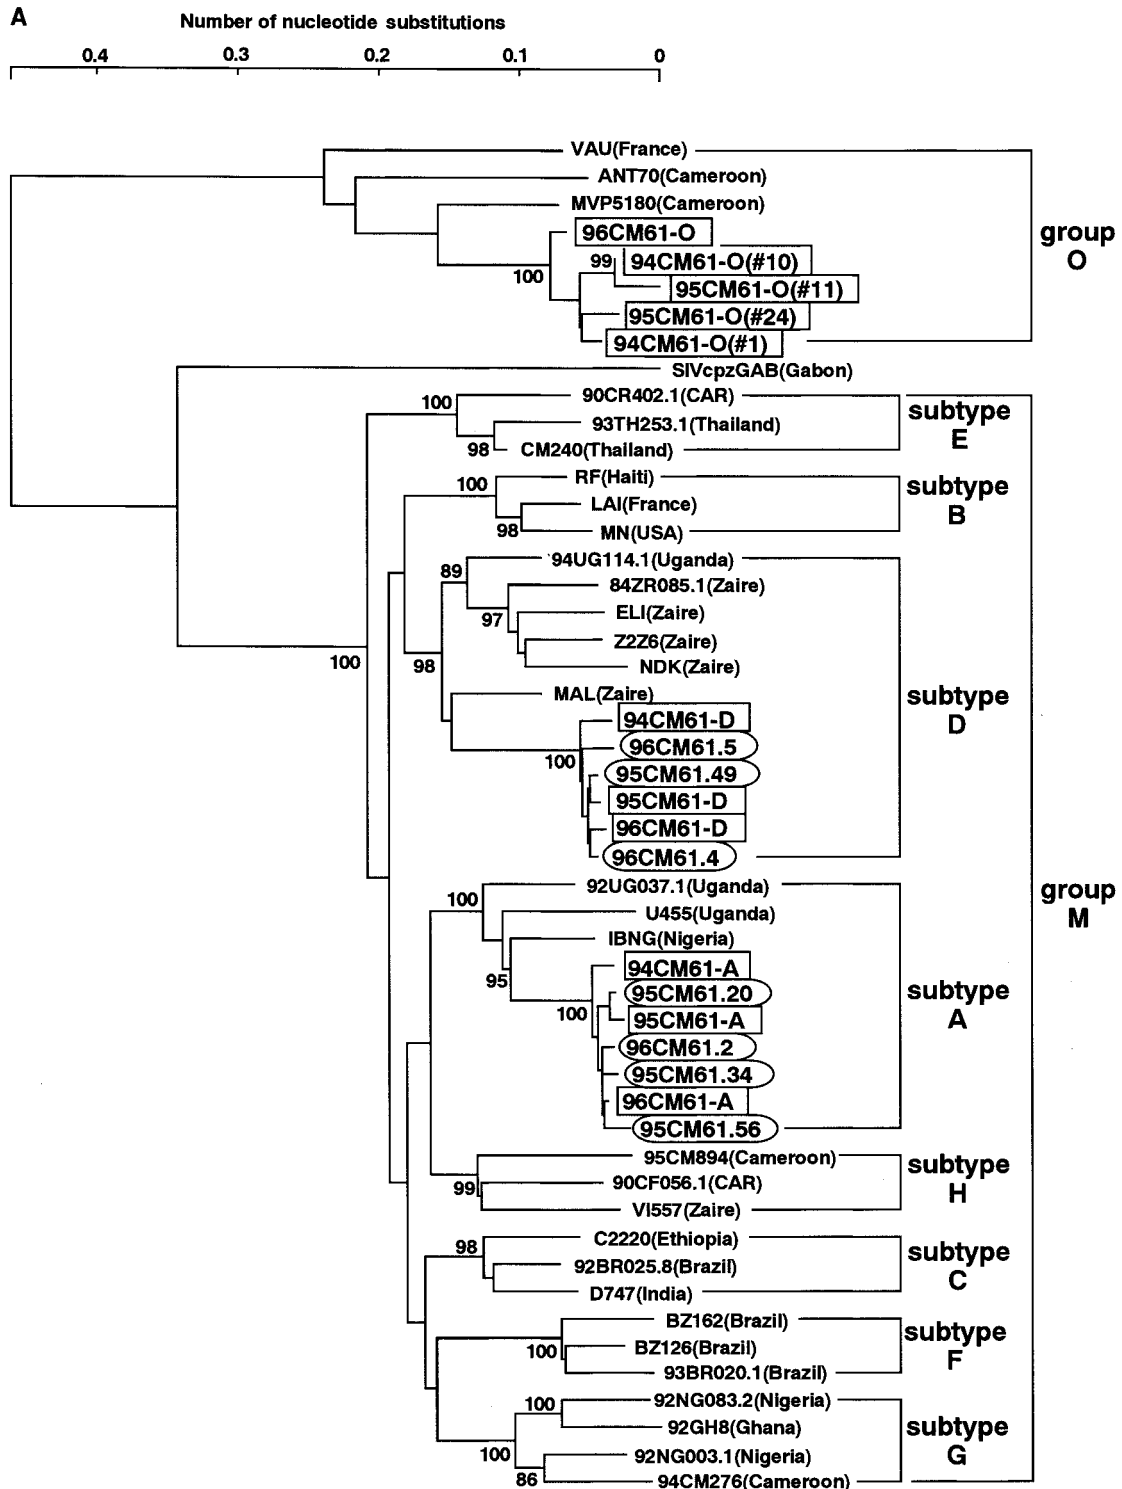 A
Number of nucleotide substitutions
0.4 0.3 0.2 0.1 0
VAU(France)
ANT70(Cameroon)
MVP5180(Cameroon)
96CM61-O
group
O
99
94CM61-O(#10)
100
95CM61-O(#11)
95CM61-O(#24)
94CM61-O(#1)
SIVcpzGAB(Gabon)
100
90CR402.1(CAR)
subtype
E
93TH253.1(Thailand)
98
CM240(Thailand)
100
RF(Haiti)
subtype
B
LAI(France)
98
MN(USA)
94UG114.1(Uganda)
89
84ZR085.1(Zaire)
97
ELI(Zaire)
Z2Z6(Zaire)
100
98
NDK(Zaire)
MAL(Zaire)
subtype
D
94CM61-D
96CM61.5
100
95CM61.49
95CM61-D
96CM61-D
96CM61.4
group
M
92UG037.1(Uganda)
100
U455(Uganda)
IBNG(Nigeria)
94CM61-A
95
95CM61.20
subtype
A
100
95CM61-A
96CM61.2
95CM61.34
96CM61-A
95CM61.56
95CM894(Cameroon)
subtype
H
99
90CF056.1(CAR)
VI557(Zaire)
98
C2220(Ethiopia)
subtype
C
92BR025.8(Brazil)
D747(India)
BZ162(Brazil)
subtype
F
100
BZ126(Brazil)
93BR020.1(Brazil)
100
92NG083.2(Nigeria)
subtype
G
92GH8(Ghana)
100
92NG003.1(Nigeria)
86
94CM276(Cameroon)